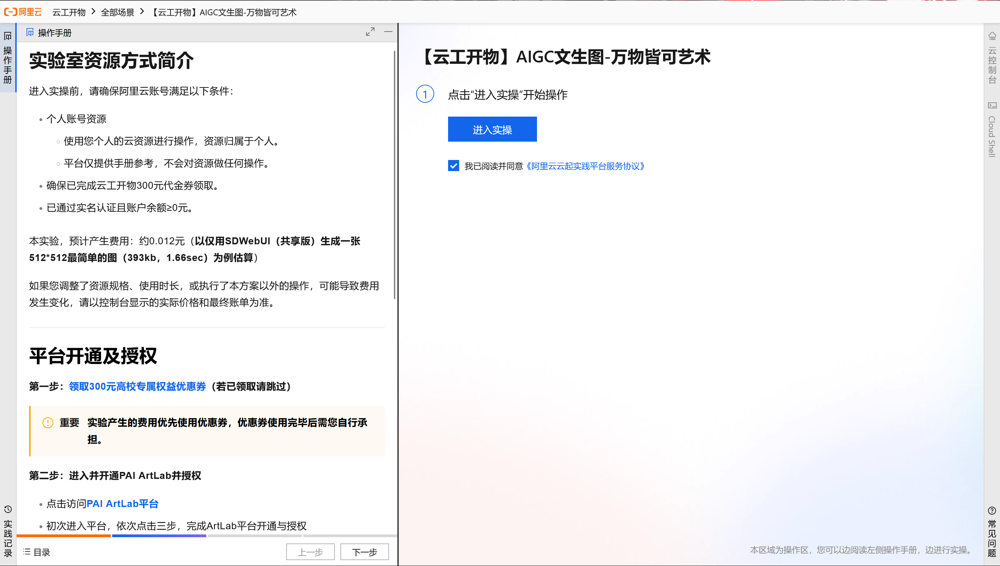 阿里云 云工开物 全部场景 【云工开物】AIGC文生图-万物皆可艺术
操作手册
操作手册
实验室资源方式简介
进入实操前，请确保阿里云账号满足以下条件：
个人账号资源
使用您个人的云资源进行操作，资源归属于个人。
平台仅提供手册参考，不会对资源做任何操作。
确保已完成云工开物300元代金券领取。
已通过实名认证且账户余额≥0元。
本实验，预计产生费用：约0.012元（以仅用SDWebUI（共享版）生成一张
512*512最简单的图（393kb，1.66sec）为例估算）
如果您调整了资源规格、使用时长，或执行了本方案以外的操作，可能导致费用
发生变化，请以控制台显示的实际价格和最终账单为准。
平台开通及授权
第一步：领取300元高校专属权益优惠券（若已领取请跳过）
重要 实验产生的费用优先使用优惠券，优惠券使用完毕后需您自行承
担。
第二步：进入并开通PAI ArtLab并授权
点击访问PAI ArtLab平台
初次进入平台，依次点击三步，完成ArtLab平台开通与授权
实践记录
目录
上一步
下一步
【云工开物】AIGC文生图-万物皆可艺术
1 点击“进入实操”开始操作
进入实操
我已阅读并同意《阿里云云起实践平台服务协议》
本区域为操作区，您可以边阅读左侧操作手册，边进行实操。
云控制台
Cloud Shell
常见问题